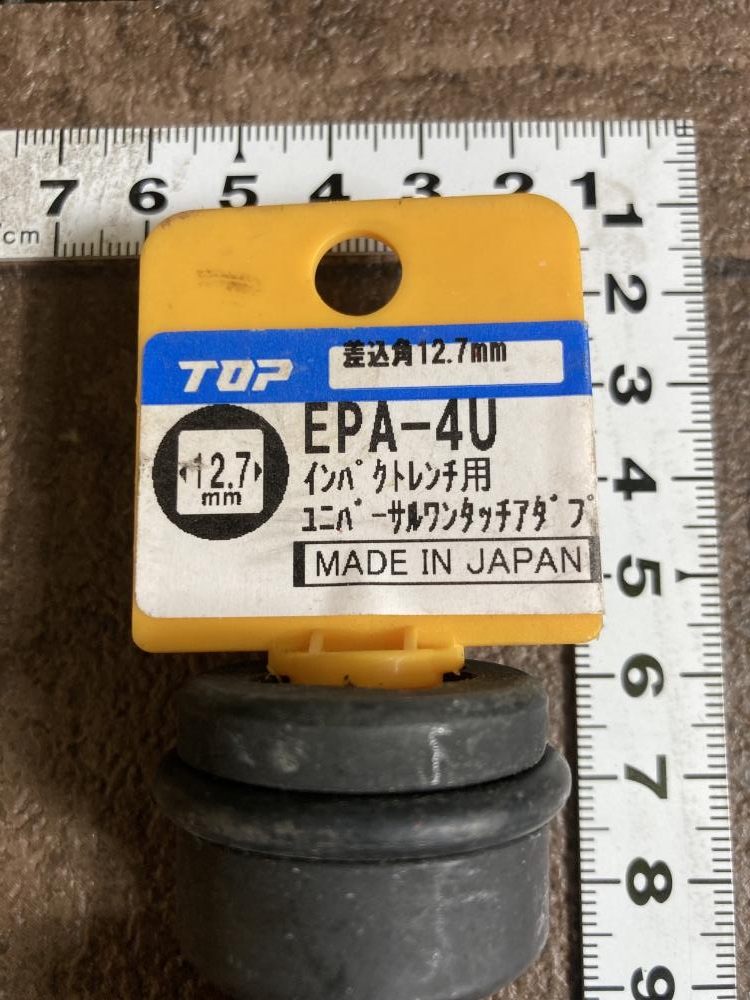 7 6 5 4 3 2 1
cm
TOP
差込角12.7mm
EPA-4U
12.7
mm
インパクトレンチ用
ユニバーサルワンタッチアダプ
MADE IN JAPAN
1
2
3
4
5
6
7
8
9